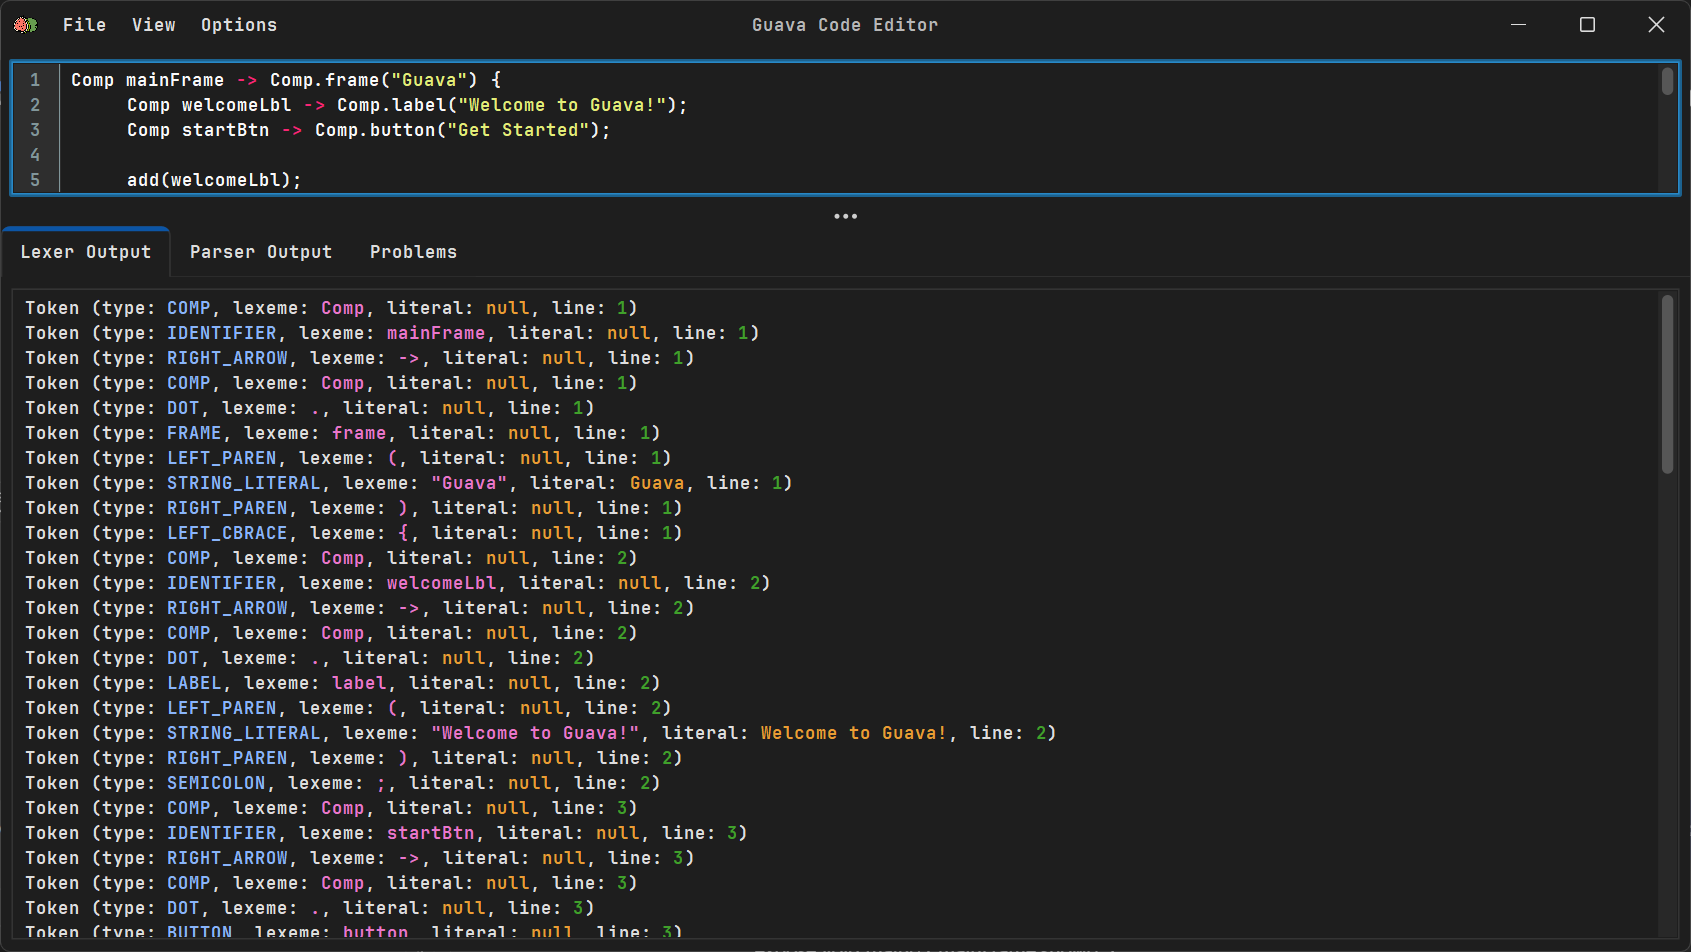 File View Options Guava Code Editor
1 Comp mainFrame -> Comp.frame("Guava") {
2 Comp welcomeLbl -> Comp.label("Welcome to Guava!");
3 Comp startBtn -> Comp.button("Get Started");
4
5 add(welcomeLbl);
Lexer Output Parser Output Problems
Token (type: COMP, lexeme: Comp, literal: null, line: 1)
Token (type: IDENTIFIER, lexeme: mainFrame, literal: null, line: 1)
Token (type: RIGHT_ARROW, lexeme: ->, literal: null, line: 1)
Token (type: COMP, lexeme: Comp, literal: null, line: 1)
Token (type: DOT, lexeme: ., literal: null, line: 1)
Token (type: FRAME, lexeme: frame, literal: null, line: 1)
Token (type: LEFT_PAREN, lexeme: (, literal: null, line: 1)
Token (type: STRING_LITERAL, lexeme: "Guava", literal: Guava, line: 1)
Token (type: RIGHT_PAREN, lexeme: ), literal: null, line: 1)
Token (type: LEFT_CBRACE, lexeme: {, literal: null, line: 1)
Token (type: COMP, lexeme: Comp, literal: null, line: 2)
Token (type: IDENTIFIER, lexeme: welcomeLbl, literal: null, line: 2)
Token (type: RIGHT_ARROW, lexeme: ->, literal: null, line: 2)
Token (type: COMP, lexeme: Comp, literal: null, line: 2)
Token (type: DOT, lexeme: ., literal: null, line: 2)
Token (type: LABEL, lexeme: label, literal: null, line: 2)
Token (type: LEFT_PAREN, lexeme: (, literal: null, line: 2)
Token (type: STRING_LITERAL, lexeme: "Welcome to Guava!", literal: Welcome to Guava!, line: 2)
Token (type: RIGHT_PAREN, lexeme: ), literal: null, line: 2)
Token (type: SEMICOLON, lexeme: ;, literal: null, line: 2)
Token (type: COMP, lexeme: Comp, literal: null, line: 3)
Token (type: IDENTIFIER, lexeme: startBtn, literal: null, line: 3)
Token (type: RIGHT_ARROW, lexeme: ->, literal: null, line: 3)
Token (type: COMP, lexeme: Comp, literal: null, line: 3)
Token (type: DOT, lexeme: ., literal: null, line: 3)
Token (type: BUTTON, lexeme: button, literal: null, line: 3)